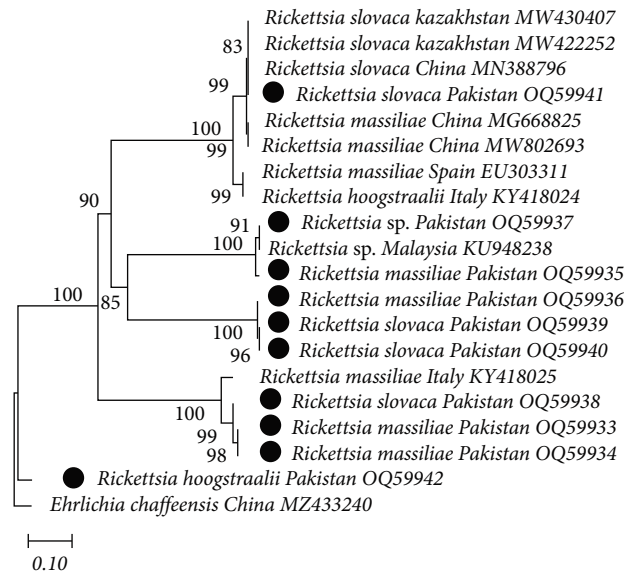 Rickettsia slovaca kazakhstan MW430407
83
Rickettsia slovaca kazakhstan MW422252
Rickettsia slovaca China MN388796
99
Rickettsia slovaca Pakistan OQ59941
Rickettsia massiliae China MG668825
100
Rickettsia massiliae China MW802693
99
Rickettsia massiliae Spain EU303311
99
Rickettsia hoogstraalii Italy KY418024
90
Rickettsia sp. Pakistan OQ59937
91
Rickettsia sp. Malaysia KU948238
100
Rickettsia massiliae Pakistan OQ59935
Rickettsia massiliae Pakistan OQ59936
100
85
Rickettsia slovaca Pakistan OQ59939
100
Rickettsia slovaca Pakistan OQ59940
96
Rickettsia massiliae Italy KY418025
Rickettsia slovaca Pakistan OQ59938
100
Rickettsia massiliae Pakistan OQ59933
99
Rickettsia massiliae Pakistan OQ59934
98
Rickettsia hoogstraalii Pakistan OQ59942
Ehrlichia chaffeensis China MZ433240
0.10